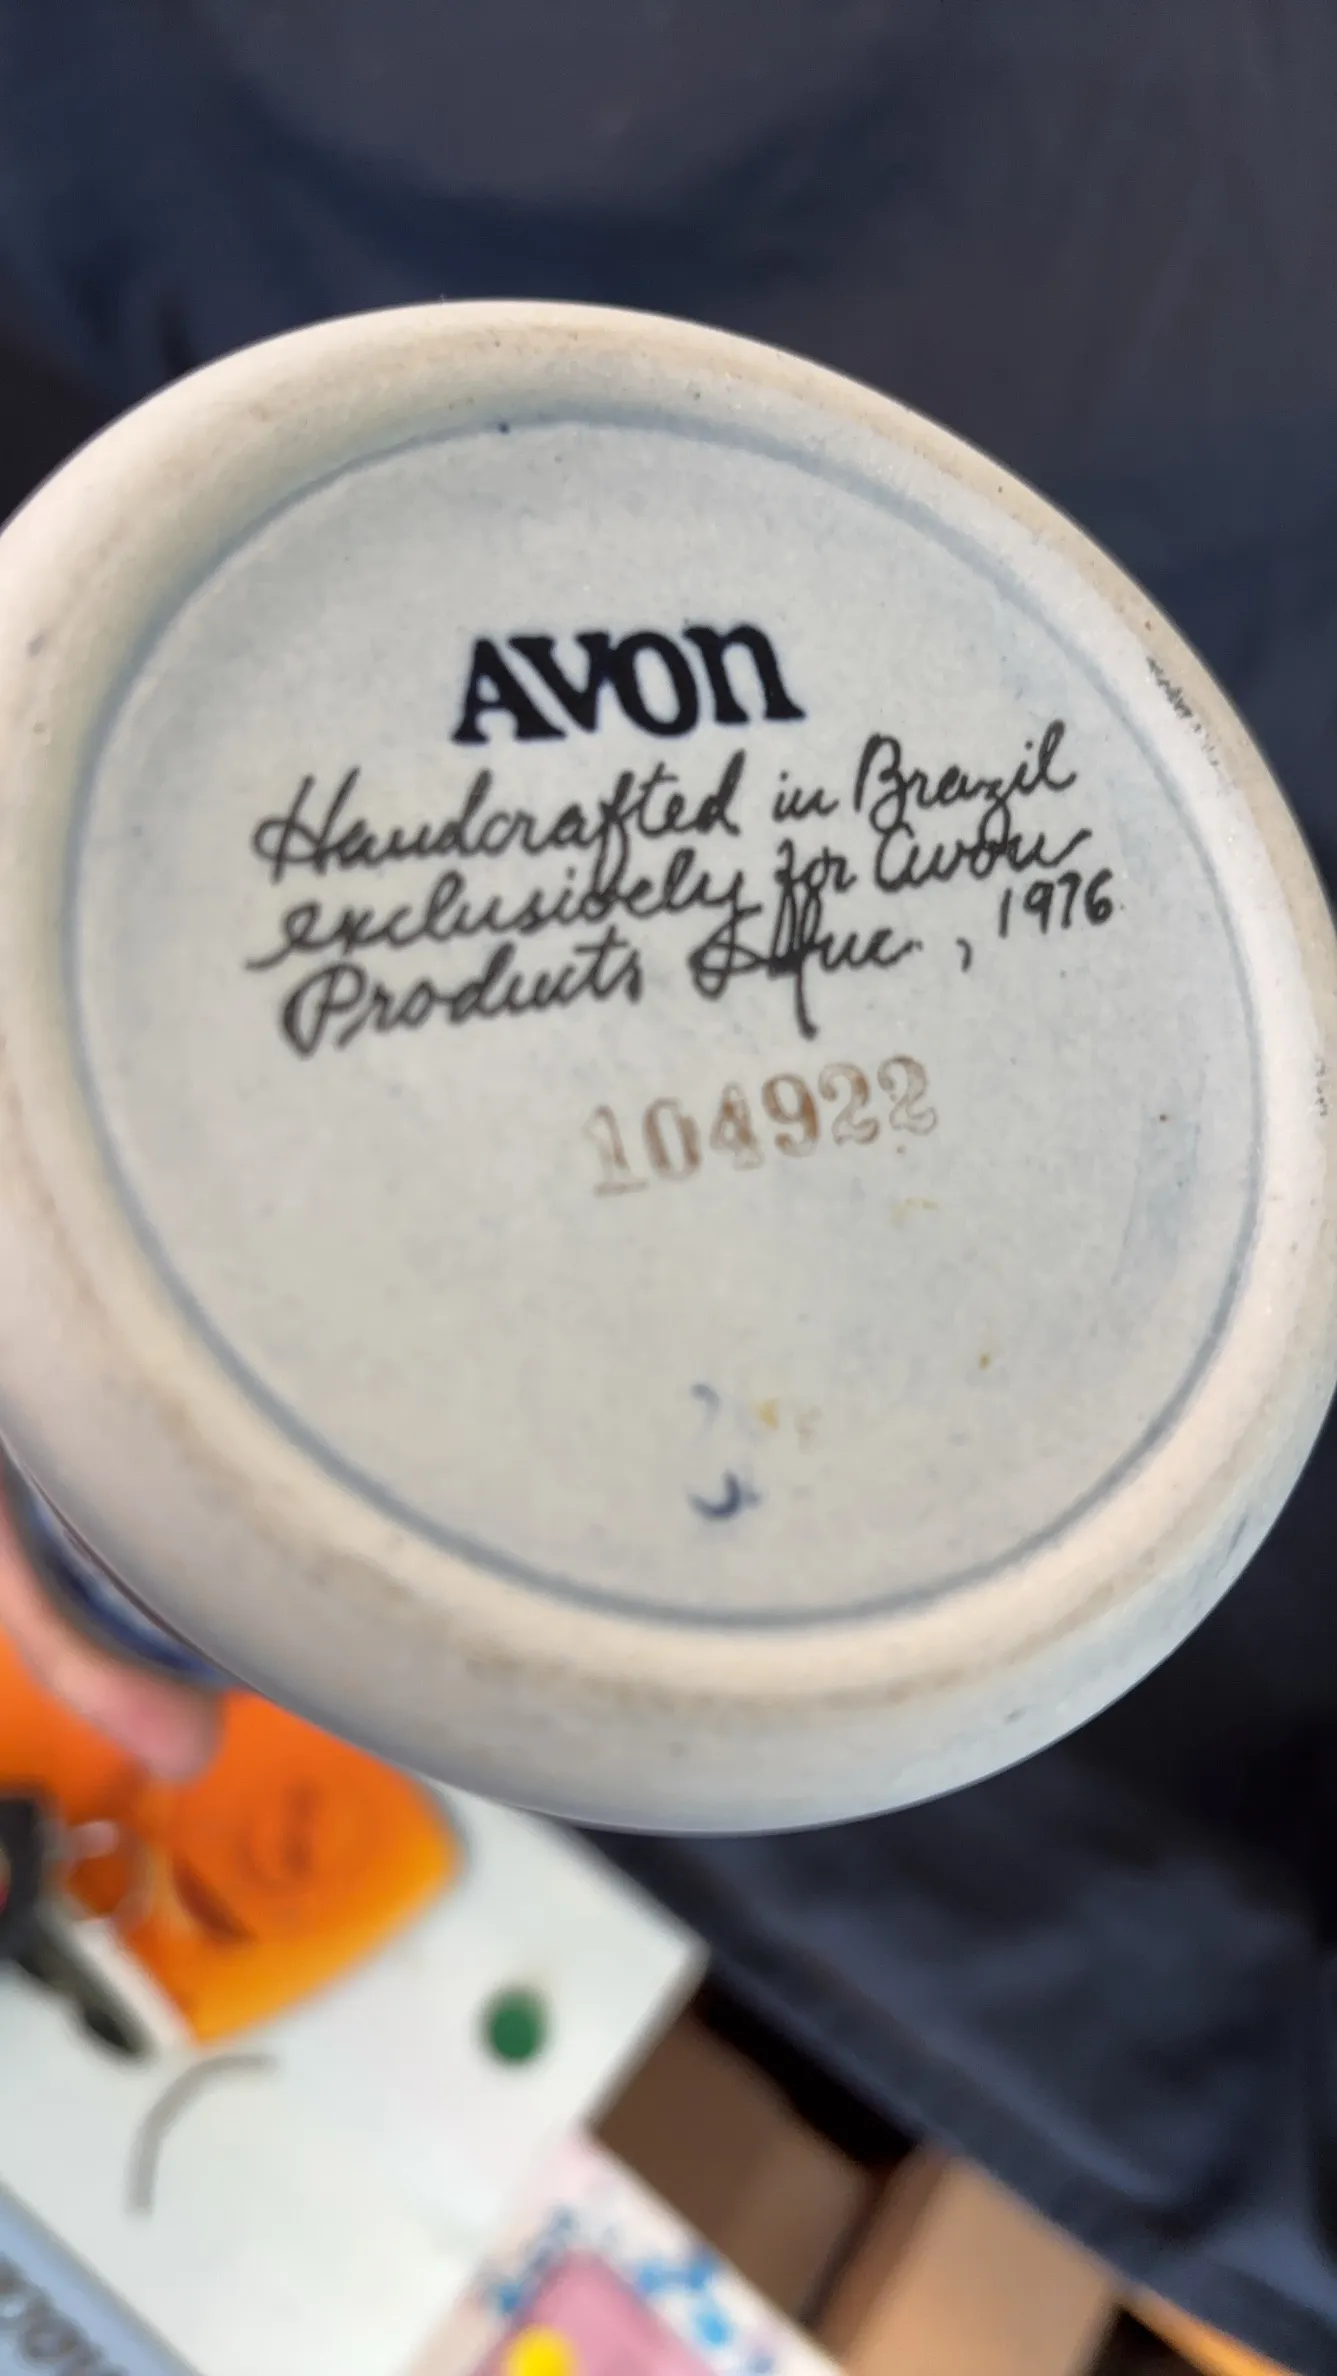 AVON
Handcrafted in Brazil
exclusively for Avon
Products Inc., 1976
104922